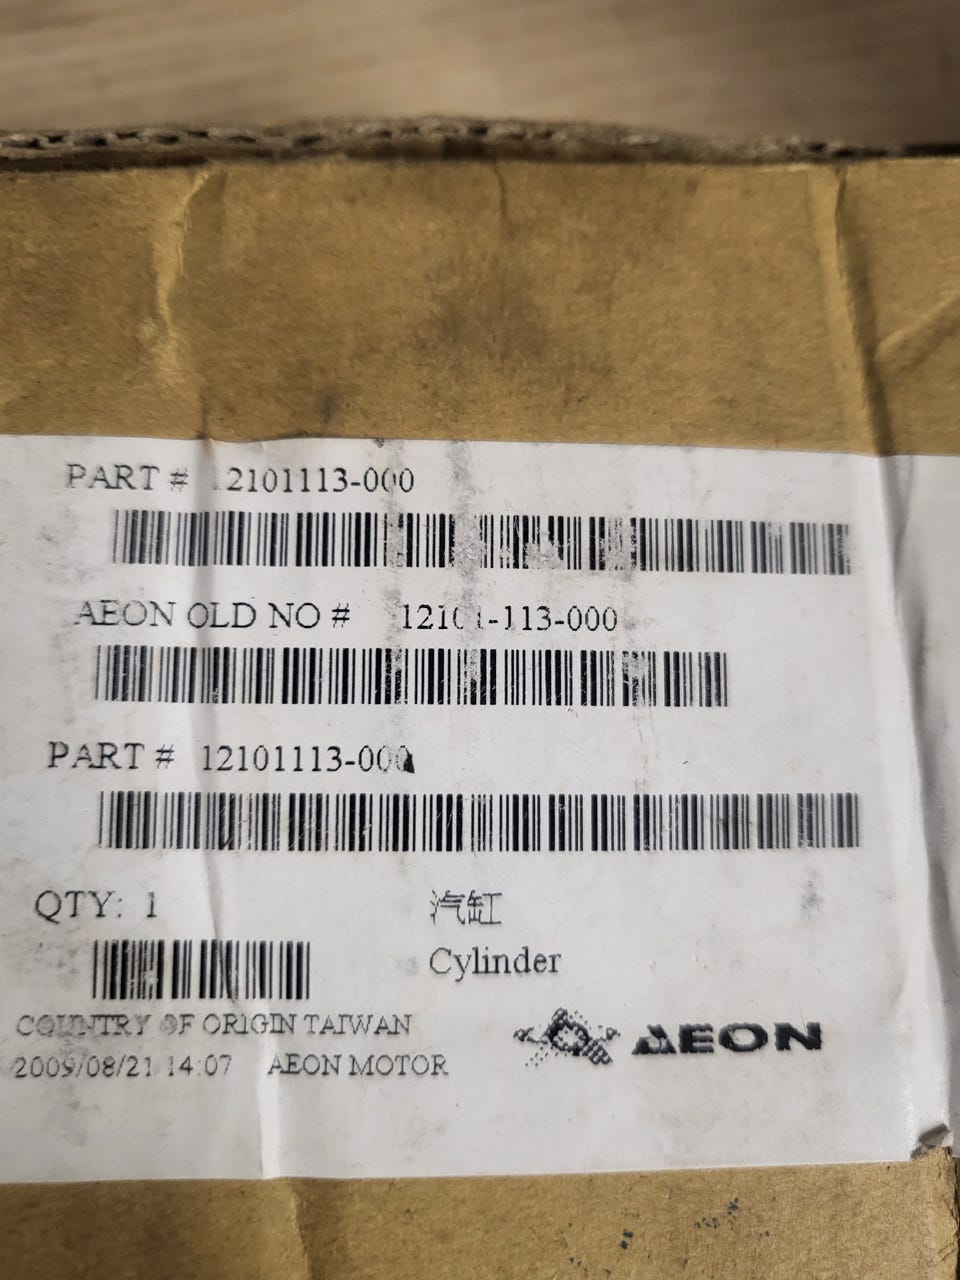 PART # 12101113-000
AEON OLD NO # 12101-113-000
PART # 12101113-000
QTY: 1
汽缸
Cylinder
COUNTRY OF ORIGIN TAIWAN
2009/08/21 14:07 AEON MOTOR
AEON